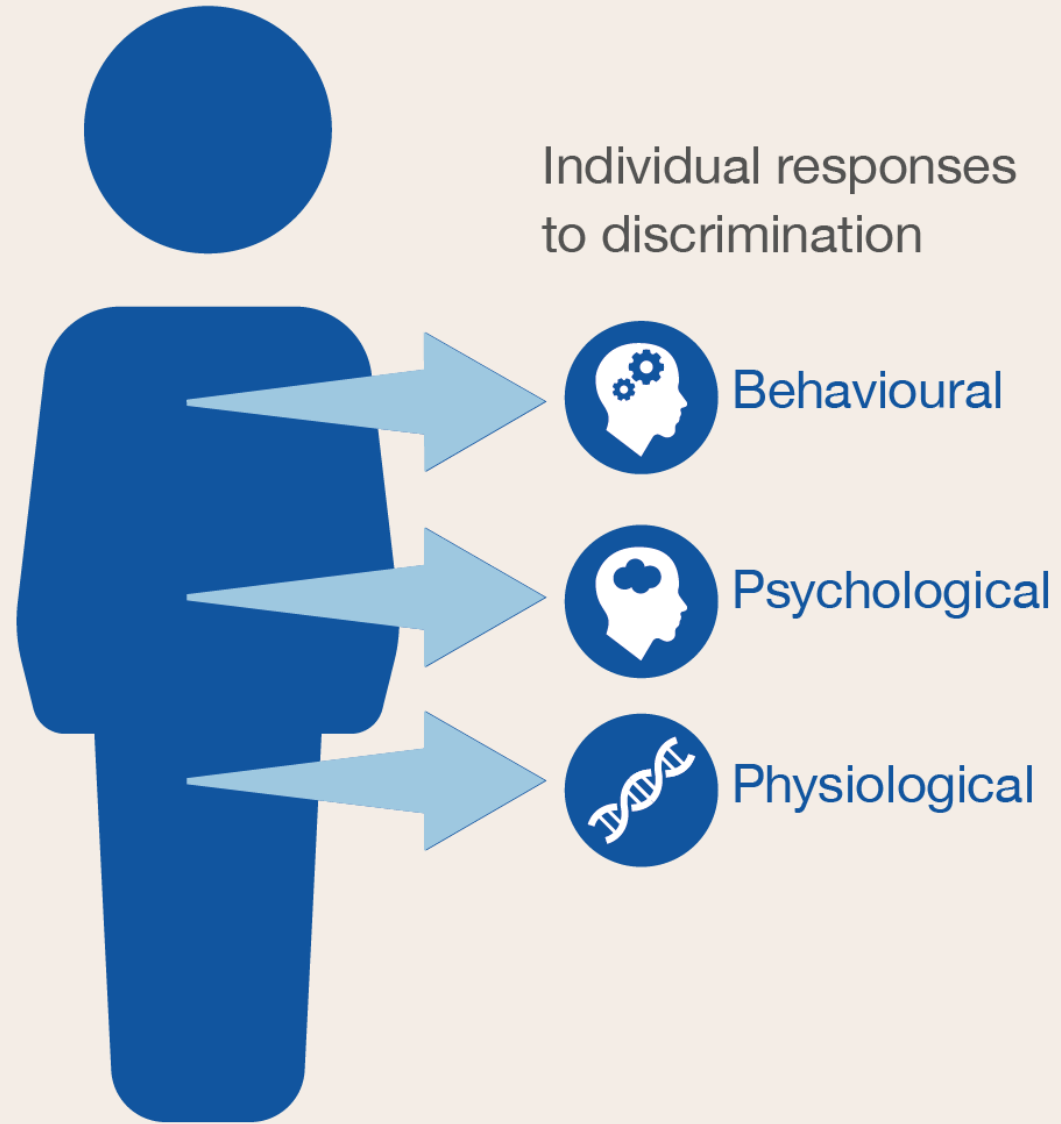 Individual responses
to discrimination
Behavioural
Psychological
Physiological